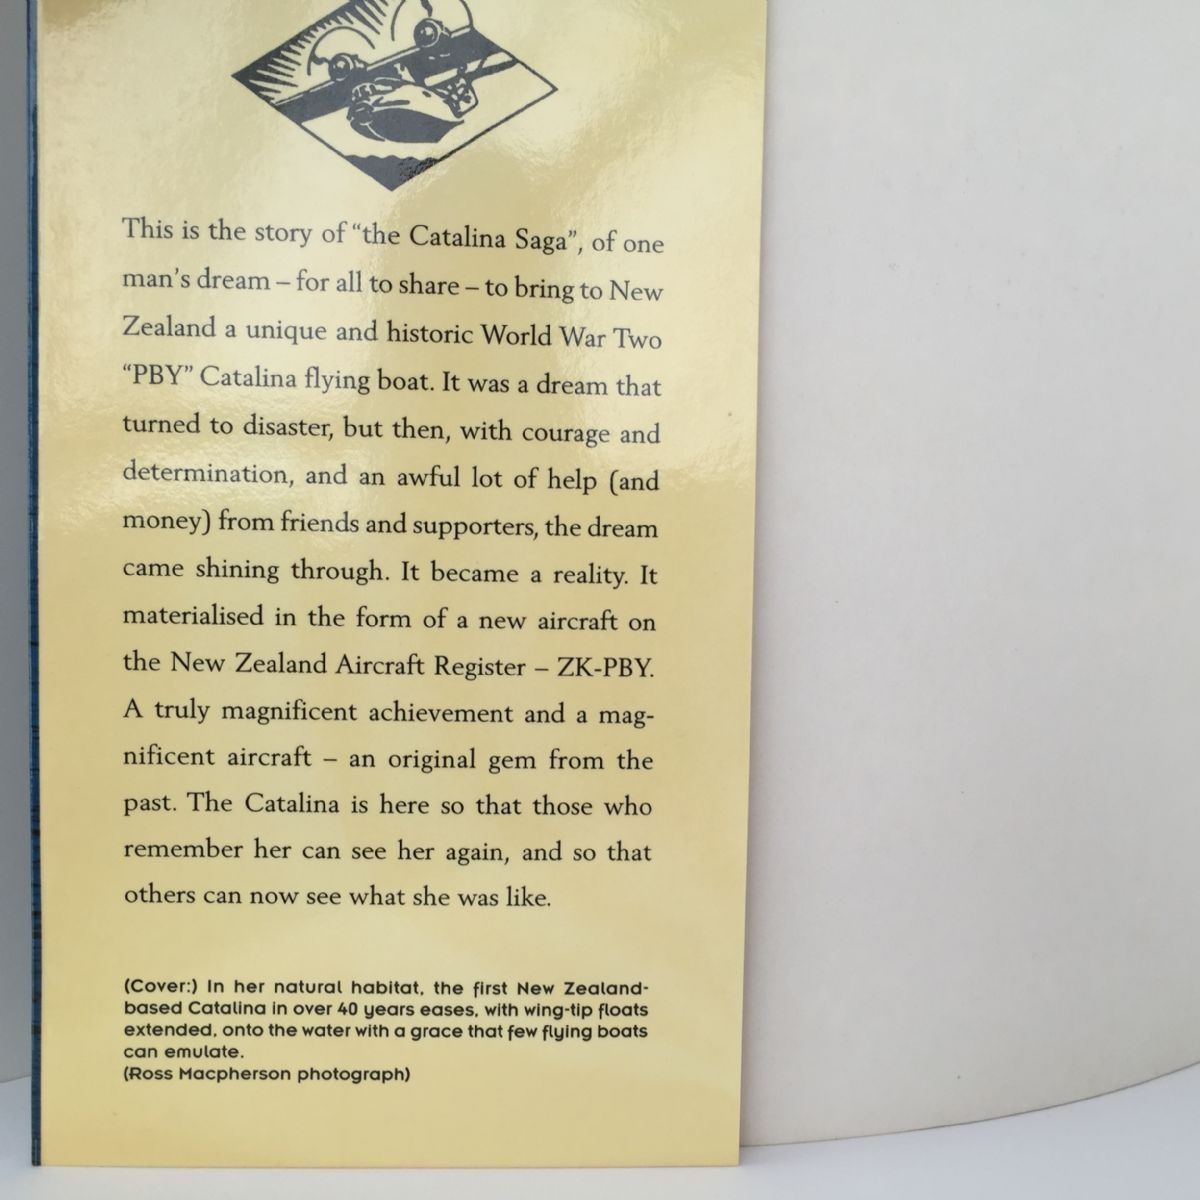 This is the story of “the Catalina Saga”, of one
man’s dream – for all to share – to bring to New
Zealand a unique and historic World War Two
“PBY” Catalina flying boat. It was a dream that
turned to disaster, but then, with courage and
determination, and an awful lot of help (and
money) from friends and supporters, the dream
came shining through. It became a reality. It
materialised in the form of a new aircraft on
the New Zealand Aircraft Register – ZK-PBY.
A truly magnificent achievement and a mag-
nificent aircraft – an original gem from the
past. The Catalina is here so that those who
remember her can see her again, and so that
others can now see what she was like.
(Cover:) In her natural habitat, the first New Zealand-
based Catalina in over 40 years eases, with wing-tip floats
extended, onto the water with a grace that few flying boats
can emulate.
(Ross Macpherson photograph)